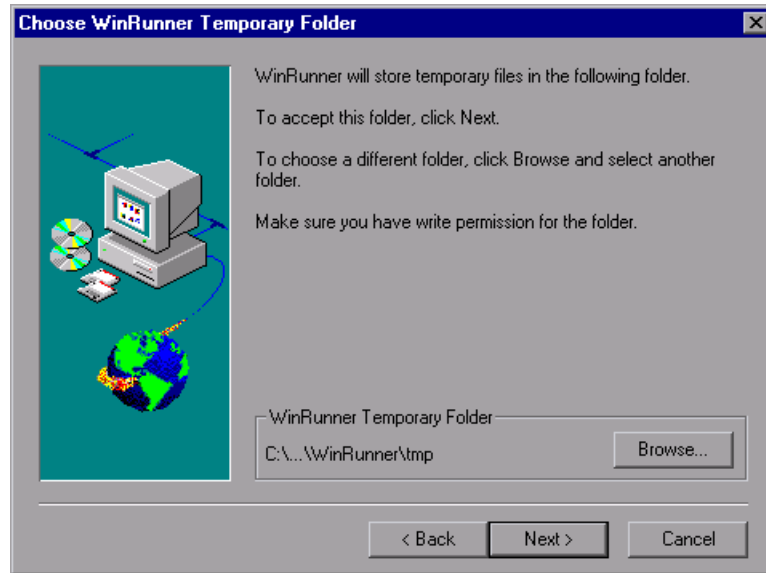 Choose WinRunner Temporary Folder
WinRunner will store temporary files in the following folder.
To accept this folder, click Next.
To choose a different folder, click Browse and select another
folder.
Make sure you have write permission for the folder.
WinRunner Temporary Folder
C:\...\WinRunner\tmp
Browse...
< Back
Next >
Cancel